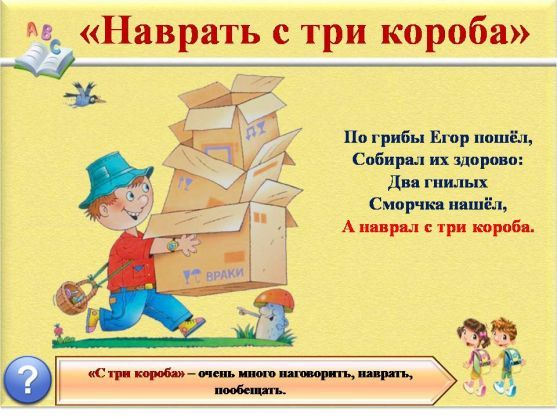 ABC
«Наврать с три короба»
По грибы Егор пошёл,
Собирал их здорово:
Два гнилых
Сморчка нашёл,
А наврал с три короба.
ВРАКИ
?
«С три короба» – очень много наговорить, наврать,
пообещать.